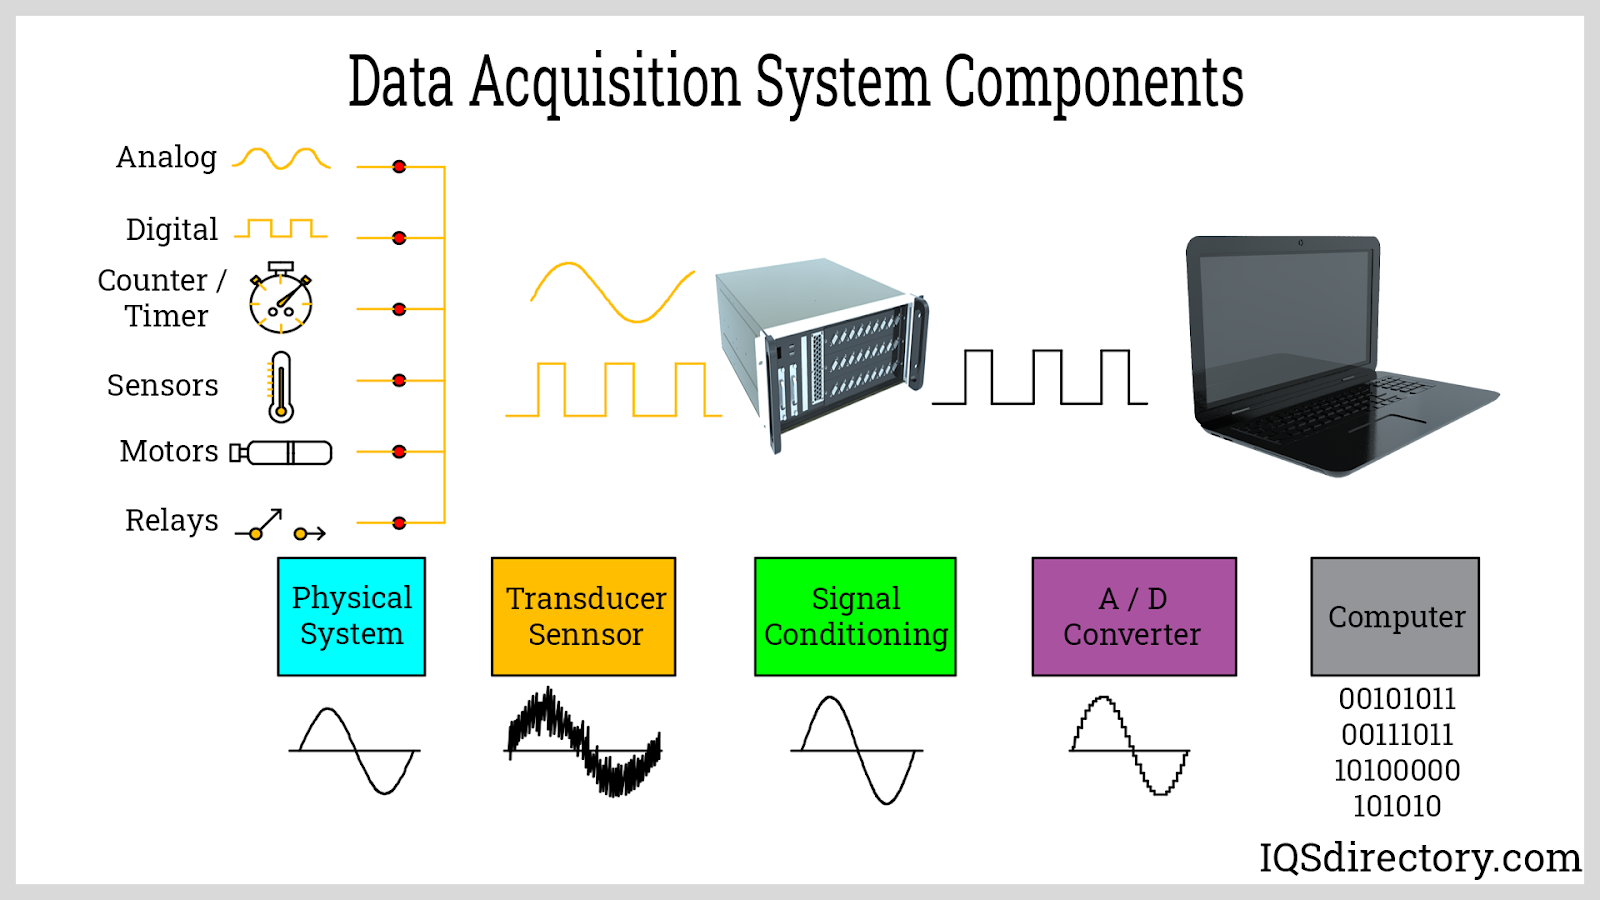 Data Acquisition System Components
Analog
Digital
Counter /
Timer
Sensors
Motors
Relays
Physical
System
Transducer
Sennsor
Signal
Conditioning
A / D
Converter
Computer
00101011
00111011
10100000
101010
IQSdirectory.com